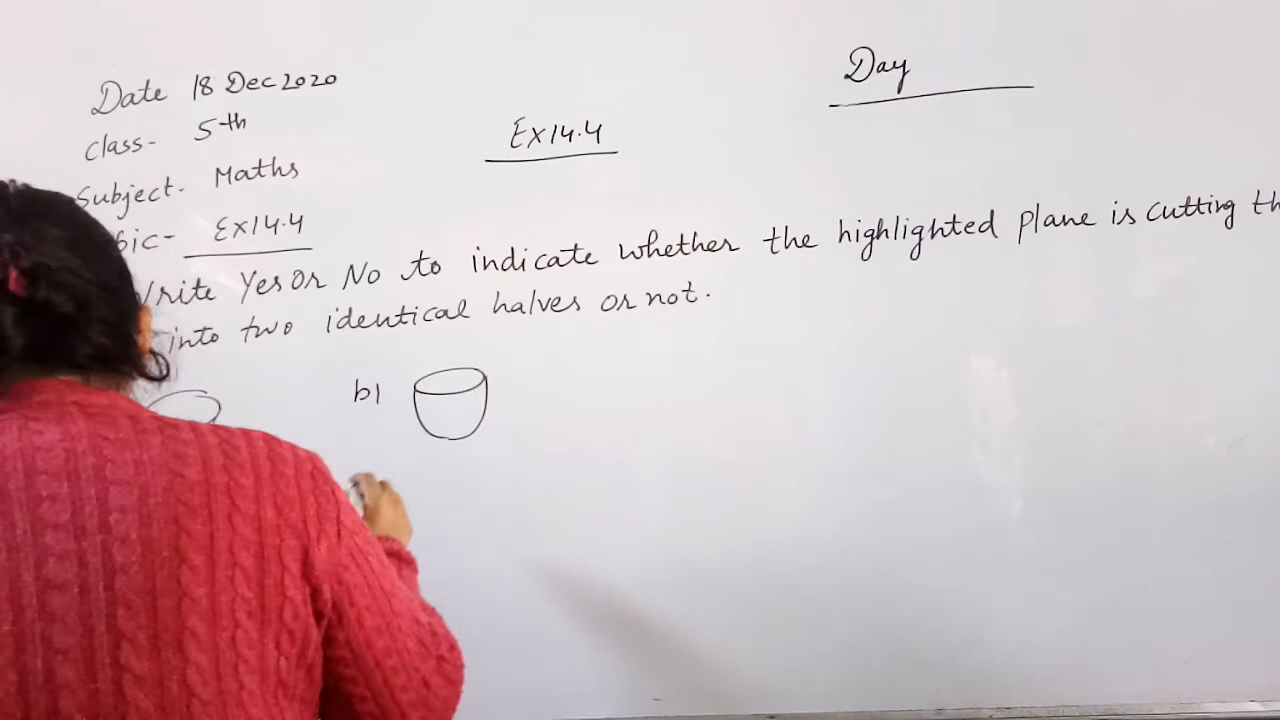 Date 18 Dec 2020
Day
class- 5th
Ex14.4
Subject. Maths
Ex14.4
Write Yes Or No to indicate whether the highlighted plane is cutting
into two identical halves or not.
b)